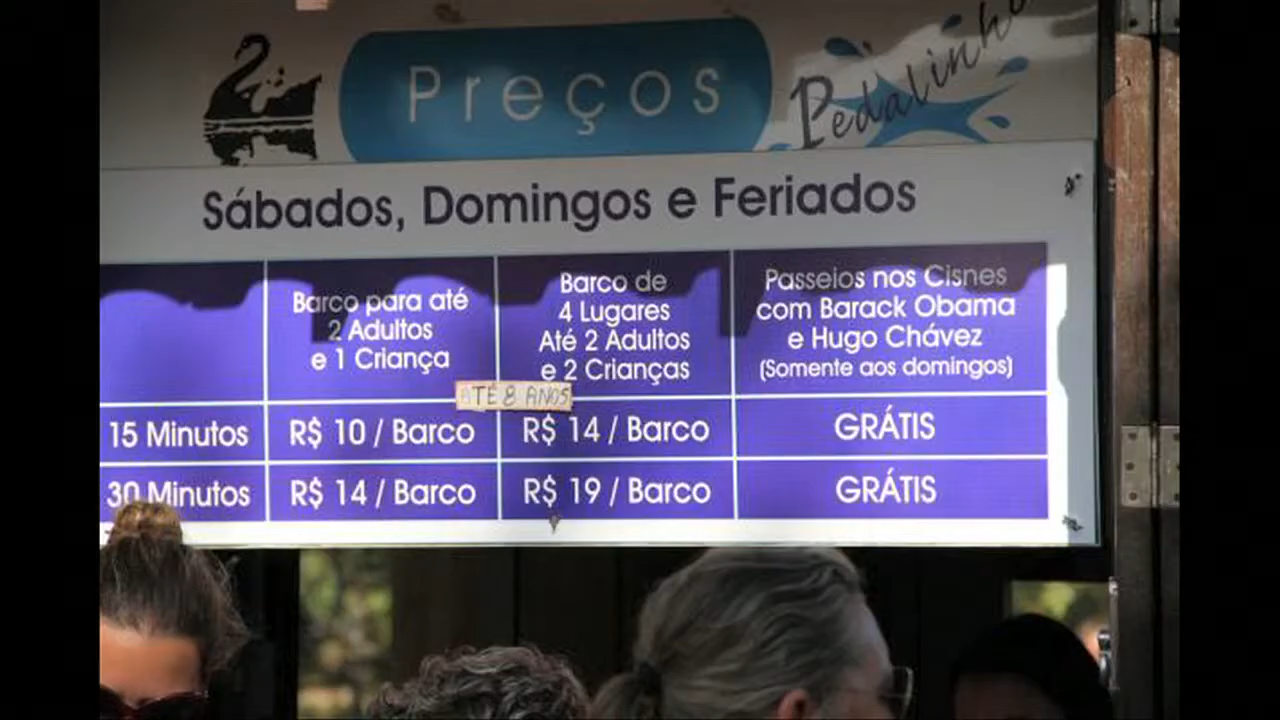 Preços
Pedalinho
Sábados, Domingos e Feriados
Barco para até
2 Adultos
e 1 Criança
Barco de
4 Lugares
Até 2 Adultos
e 2 Crianças
Passeios nos Cisnes
com Barack Obama
e Hugo Chávez
(Somente aos domingos)
ATÉ 8 ANOS
15 Minutos R$ 10 / Barco R$ 14 / Barco GRÁTIS
30 Minutos R$ 14 / Barco R$ 19 / Barco GRÁTIS